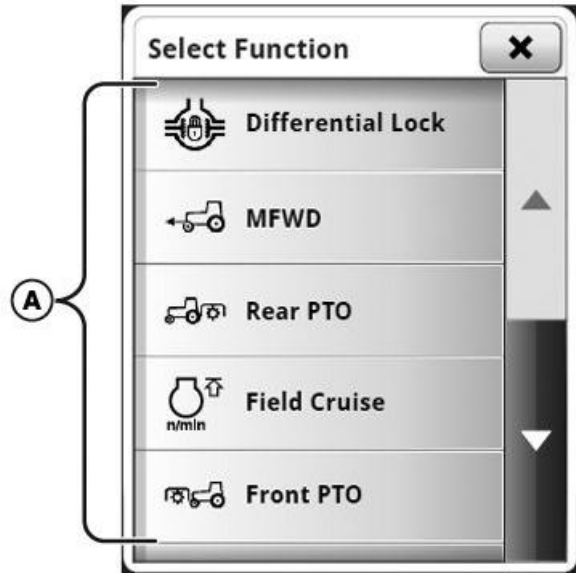 Select Function
Differential Lock
A
MFWD
Rear PTO
n/min
Field Cruise
Front PTO